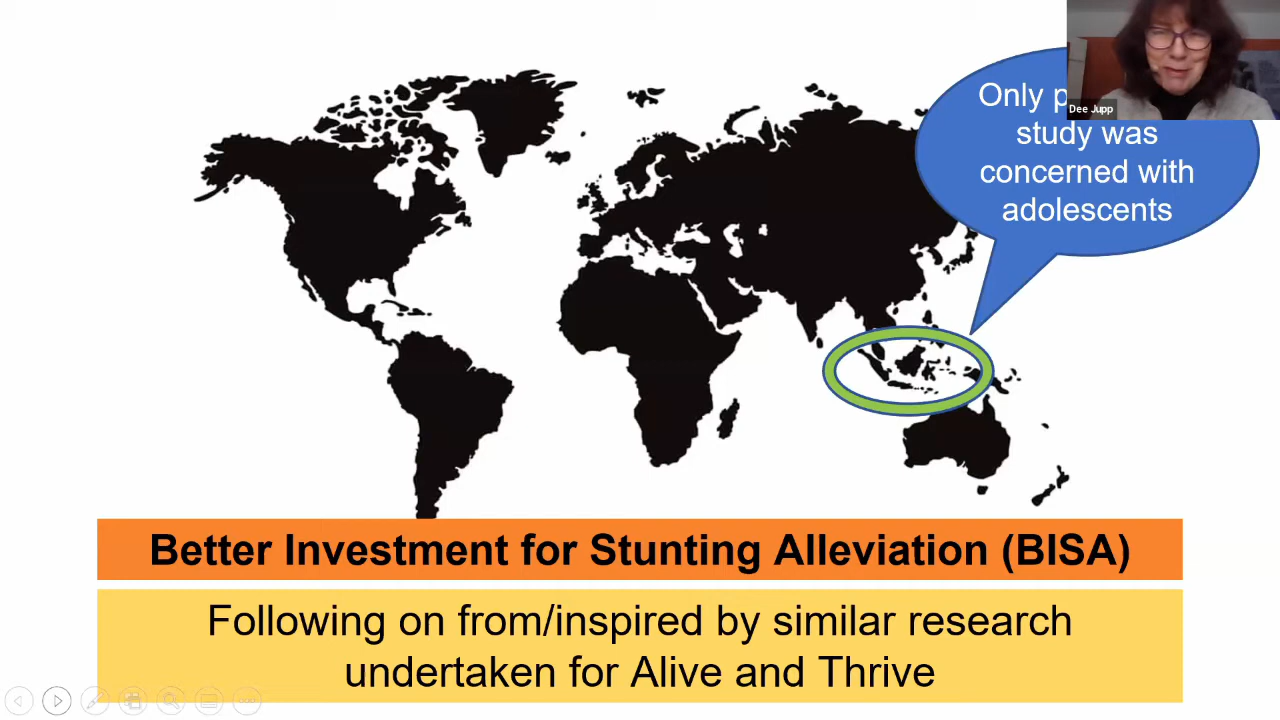 Only
study was
concerned with
adolescents
Dee Jupp
Better Investment for Stunting Alleviation (BISA)
Following on from/inspired by similar research
undertaken for Alive and Thrive